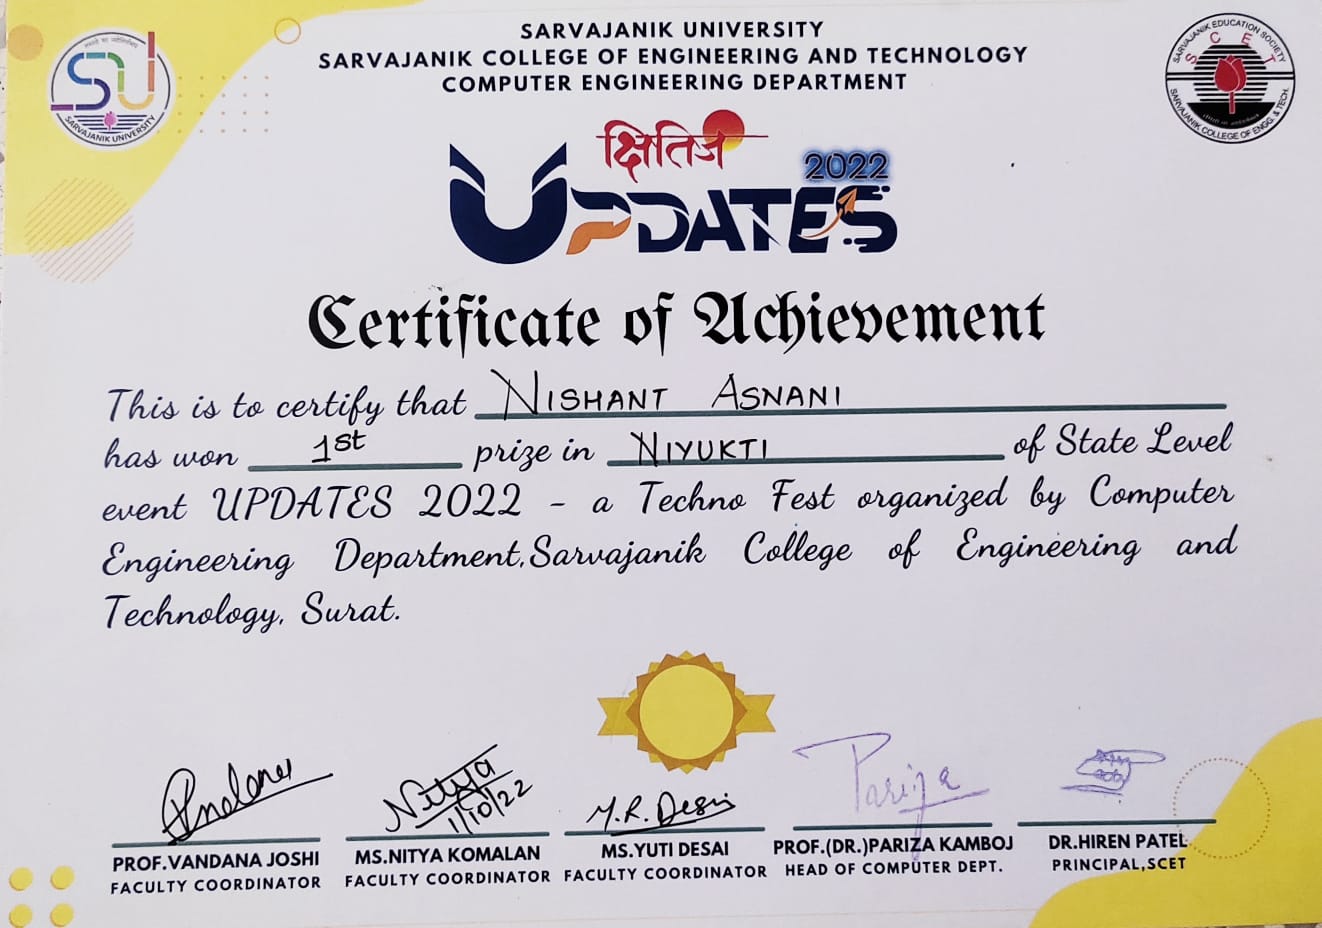 SARVAJANIK UNIVERSITY
SARVAJANIK COLLEGE OF ENGINEERING AND TECHNOLOGY
COMPUTER ENGINEERING DEPARTMENT
SU
SARVAJANIK UNIVERSITY
SARVAJANIK EDUCATION SOCIETY
S C E T
SARVAJANIK COLLEGE OF ENGG. & TECH.
क्षितिज
2022
UPDATES
Certificate of Achievement
This is to certify that NISHANT ASNANI
has won 1st prize in NIYUKTI of State Level
event UPDATES 2022 - a Techno Fest organized by Computer
Engineering Department,Sarvajanik College of Engineering and
Technology, Surat.
Nitya
1/10/22
Y.R. Desai
Pariza
PROF.VANDANA JOSHI
FACULTY COORDINATOR
MS.NITYA KOMALAN
FACULTY COORDINATOR
MS.YUTI DESAI
FACULTY COORDINATOR
PROF.(DR.)PARIZA KAMBOJ
HEAD OF COMPUTER DEPT.
DR.HIREN PATEL
PRINCIPAL,SCET